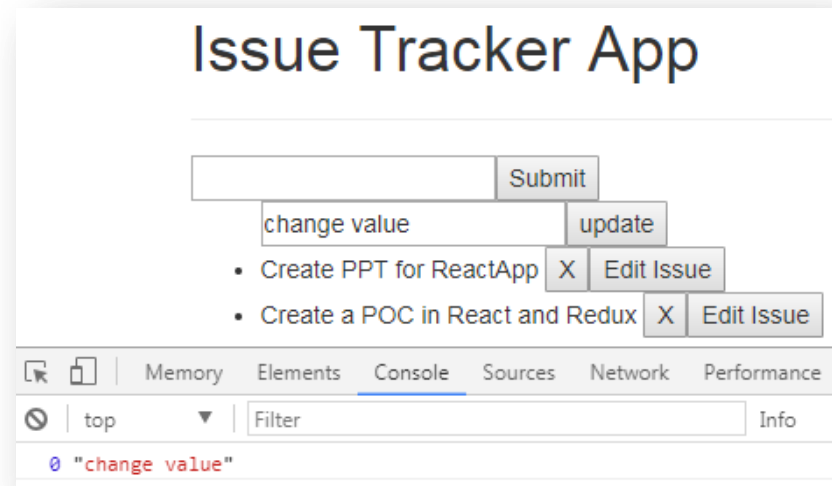 Issue Tracker App
Submit
change value update
• Create PPT for ReactApp X Edit Issue
• Create a POC in React and Redux X Edit Issue
Memory Elements Console Sources Network Performance
top ▼ Filter Info
0 "change value"